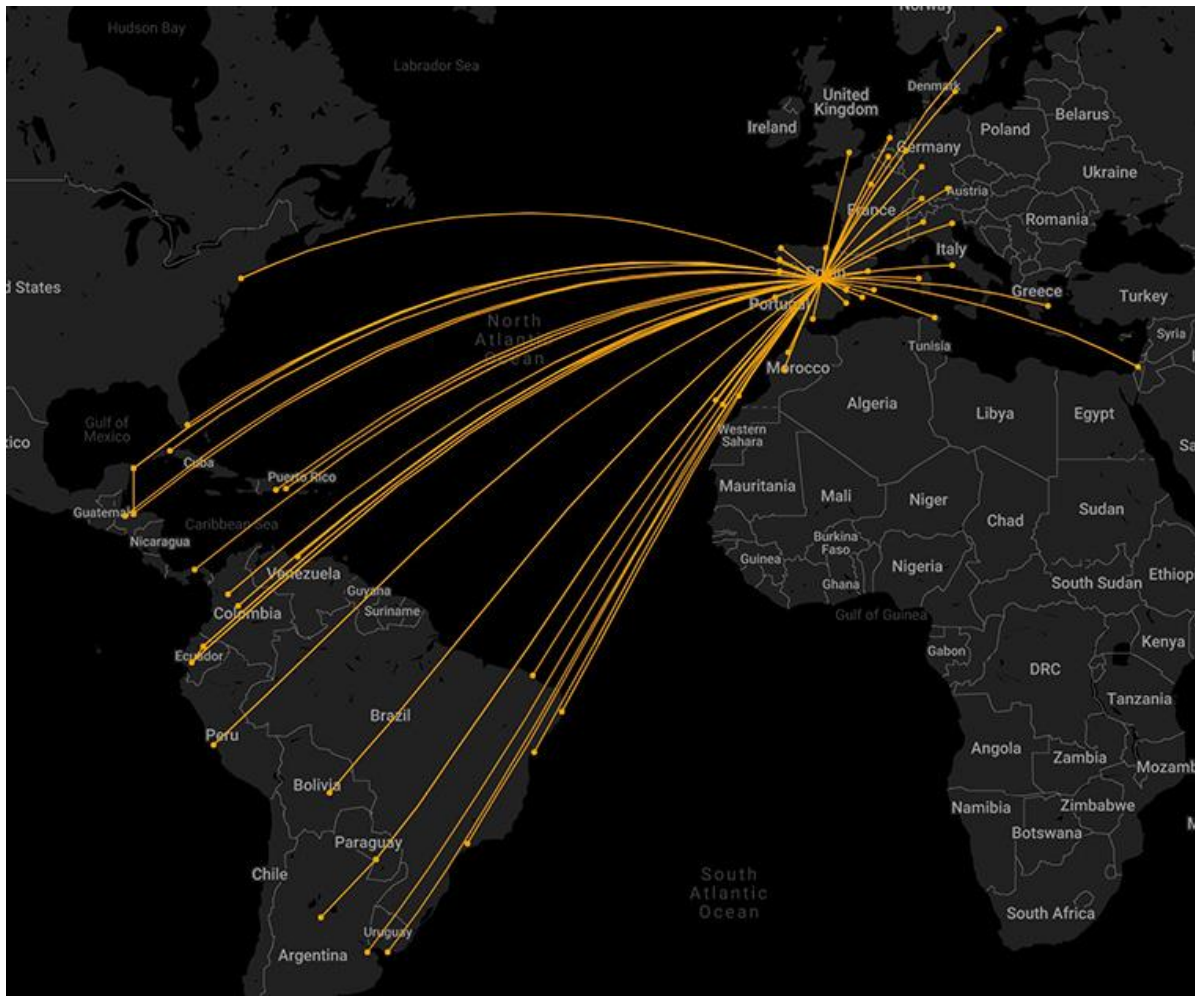 Norway
Hudson Bay
Labrador Sea
Denmark
United
Kingdom
Ireland
Belarus
Poland
Germany
Ukraine
Austria
France
Romania
Italy
Spain
d States
Greece
Turkey
Portugal
North
Atlantic
Ocean
Syria
Tunisia
Morocco
Algeria
Libya
Egypt
Gulf of
Mexico
xico
Western
Sahara
Sa
Cuba
Puerto Rico
Mauritania
Mali
Niger
Chad
Sudan
Guatemala
Caribbean Sea
Nicaragua
Burkina
Faso
Guinea
Nigeria
Ethiop
Venezuela
South Sudan
Ghana
Guyana
Suriname
Colombia
Gulf of Guinea
Kenya
Gabon
Ecuador
DRC
Tanzania
Brazil
Peru
Angola
Zambia
Mozamb
Bolivia
Namibia
Zimbabwe
M
Botswana
Paraguay
Chile
South
Atlantic
Ocean
South Africa
Uruguay
Argentina